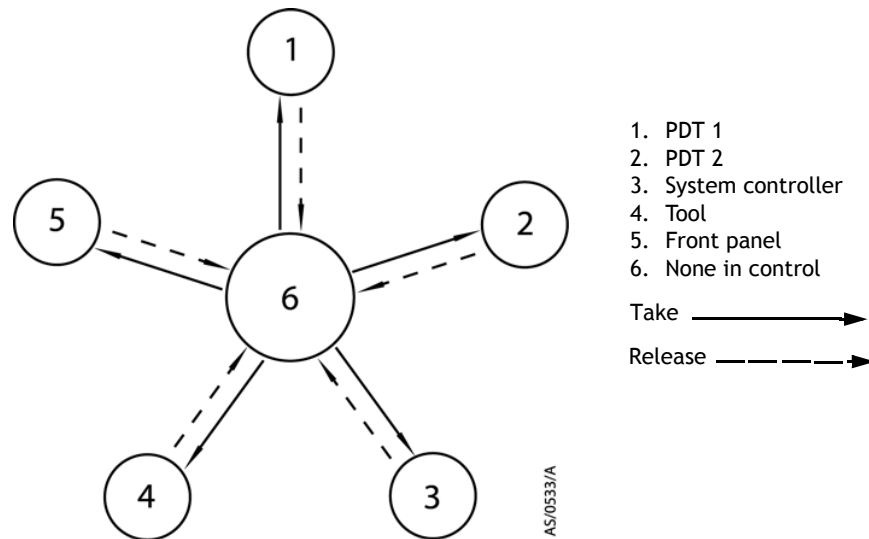 1
2
3
4
5
6
1. PDT 1
2. PDT 2
3. System controller
4. Tool
5. Front panel
6. None in control
Take
Release
AS/0533/A